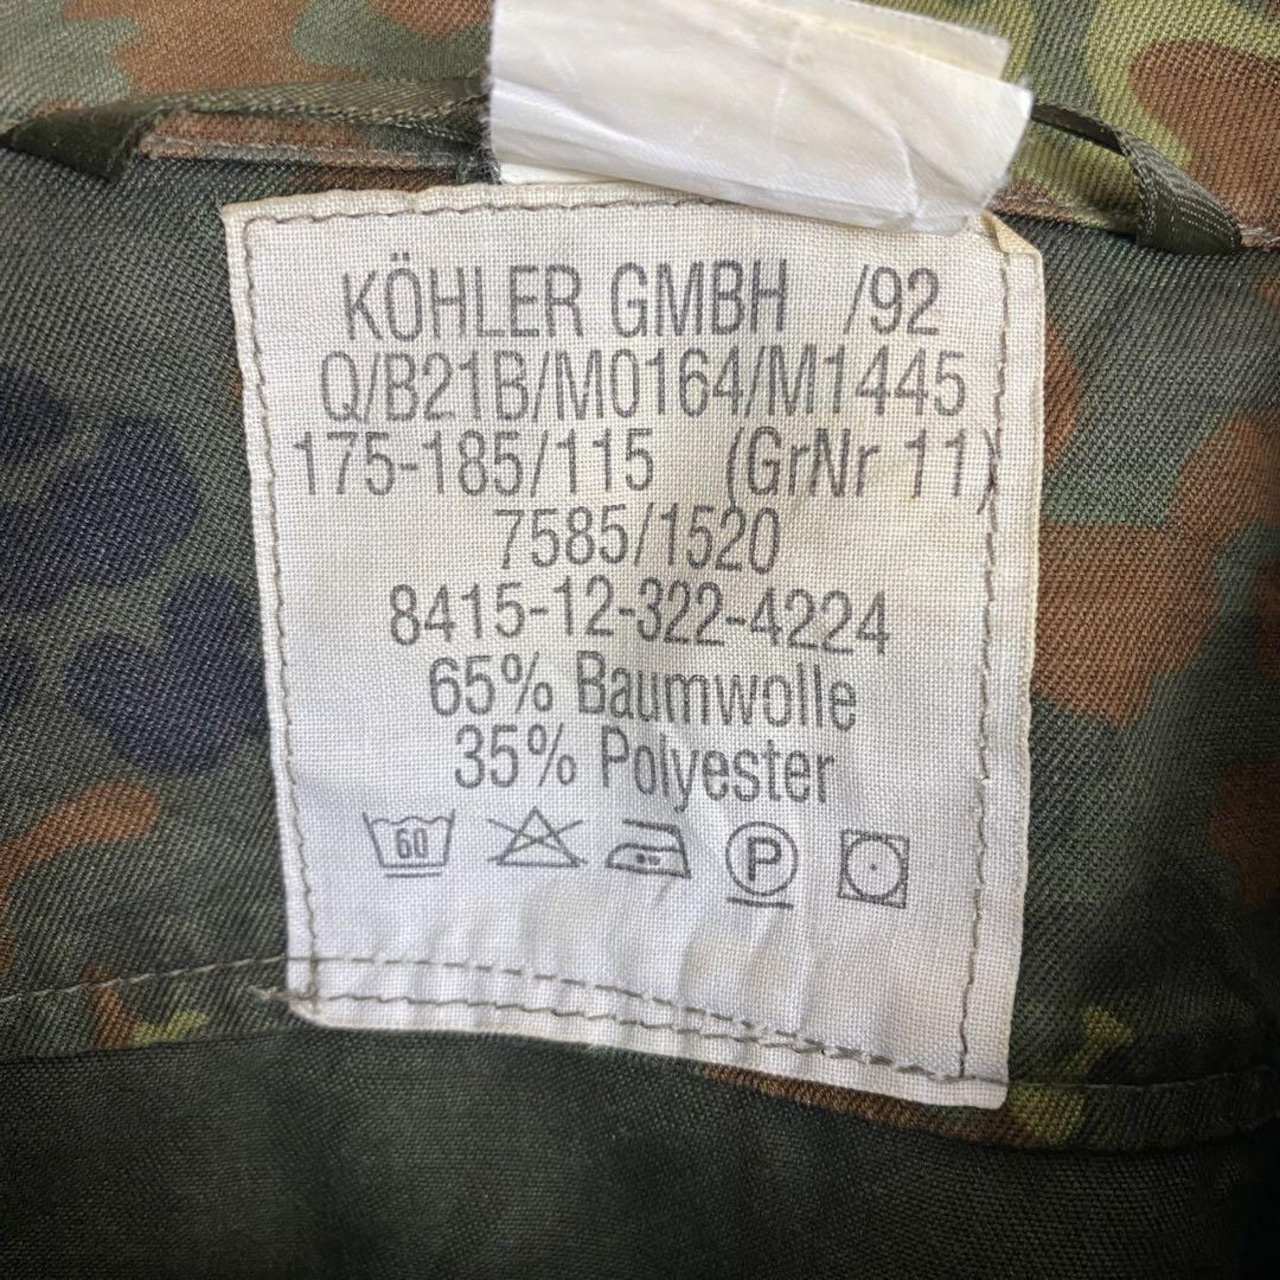 KÖHLER GMBH /92
Q/B21B/M0164/M1445
175-185/115 (GrNr 11)
7585/1520
8415-12-322-4224
65% Baumwolle
35% Polyester
60 P